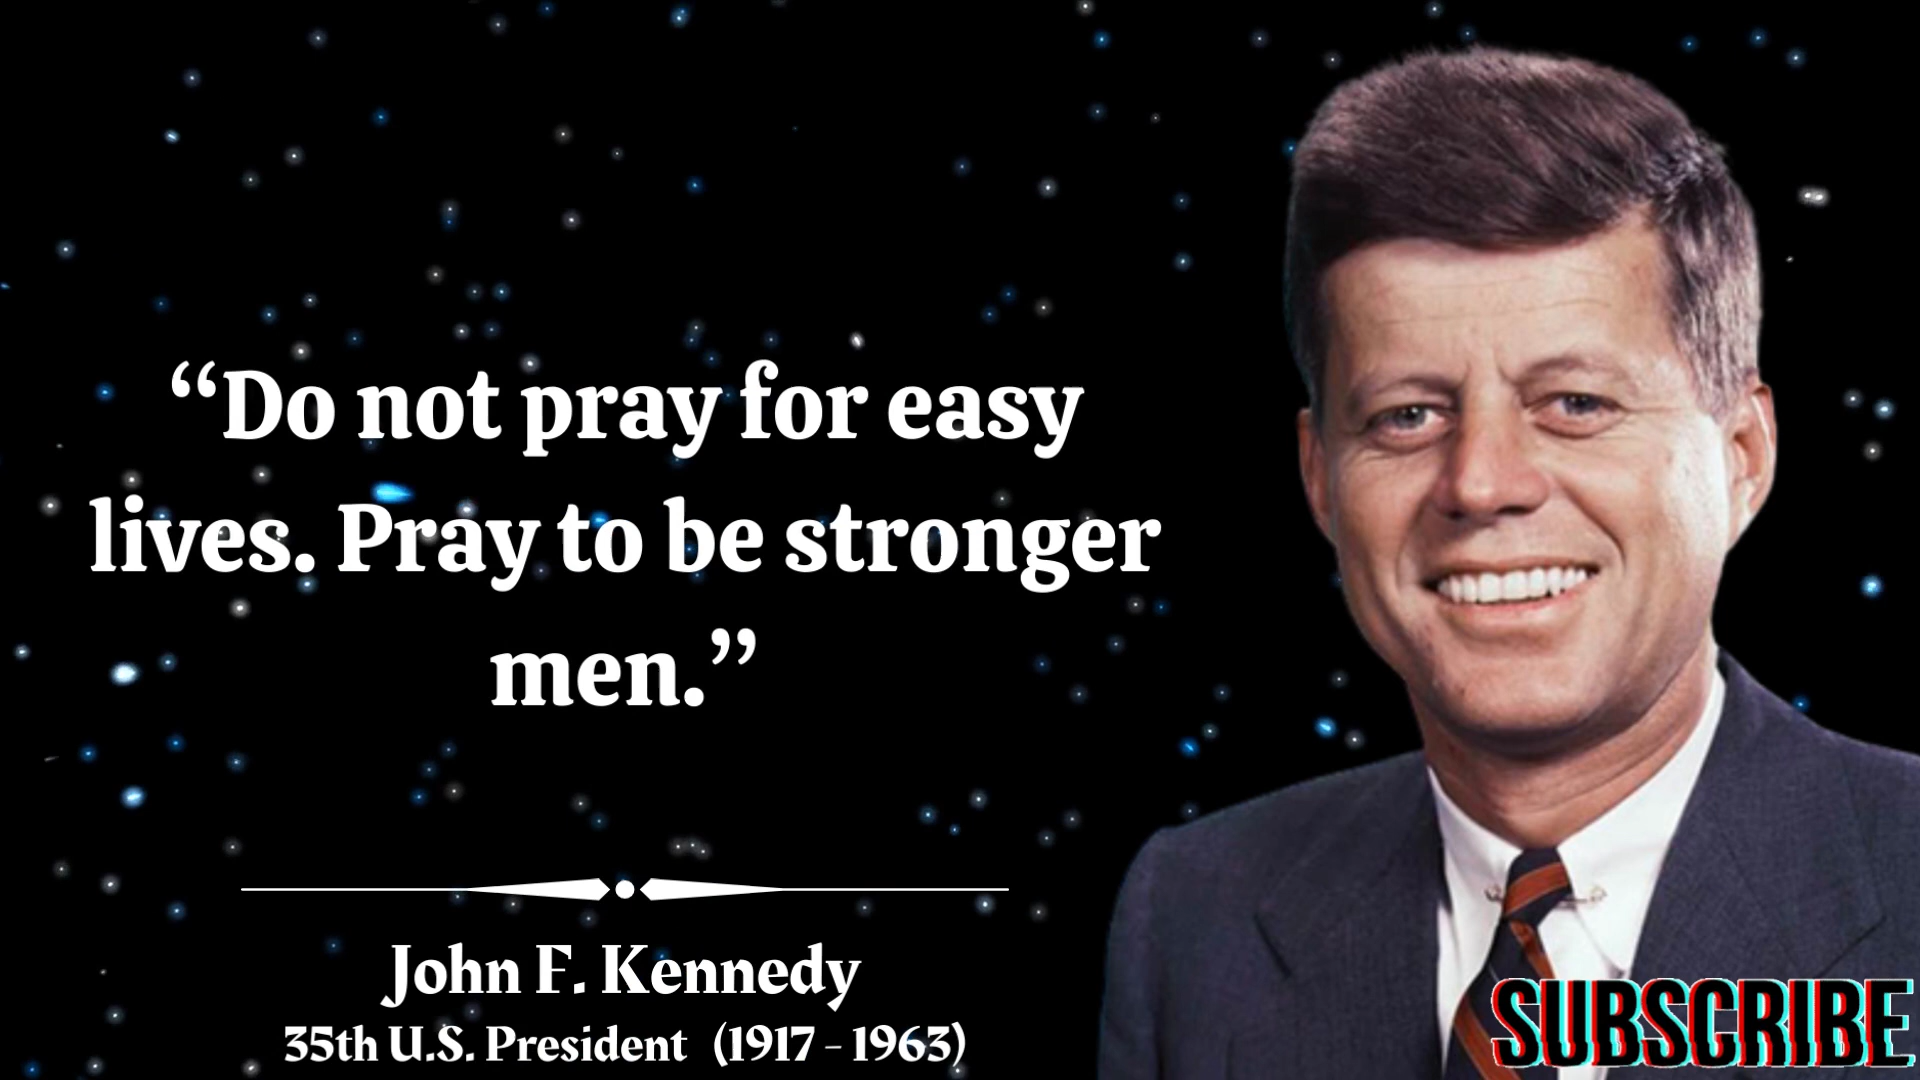 “Do not pray for easy
lives. Pray to be stronger
men.”
John F. Kennedy
35th U.S. President (1917 - 1963)
SUBSCRIBE